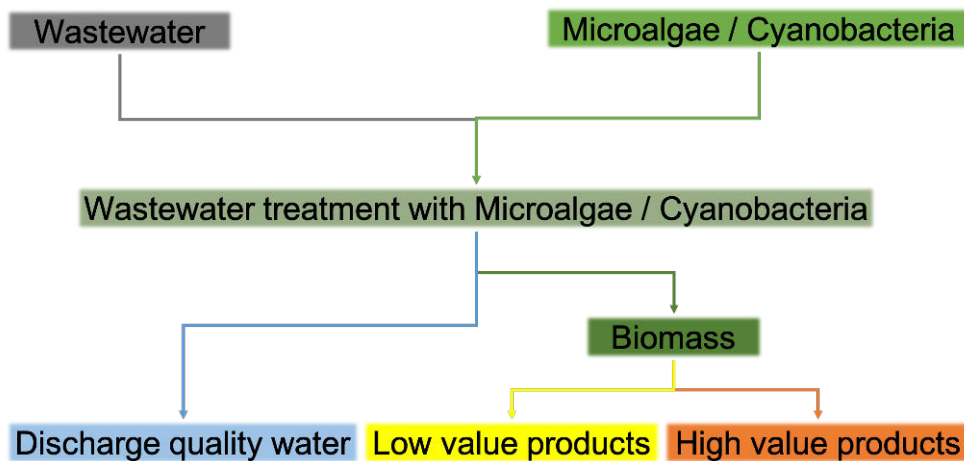 Wastewater
Microalgae / Cyanobacteria
Wastewater treatment with Microalgae / Cyanobacteria
Biomass
Discharge quality water
Low value products
High value products